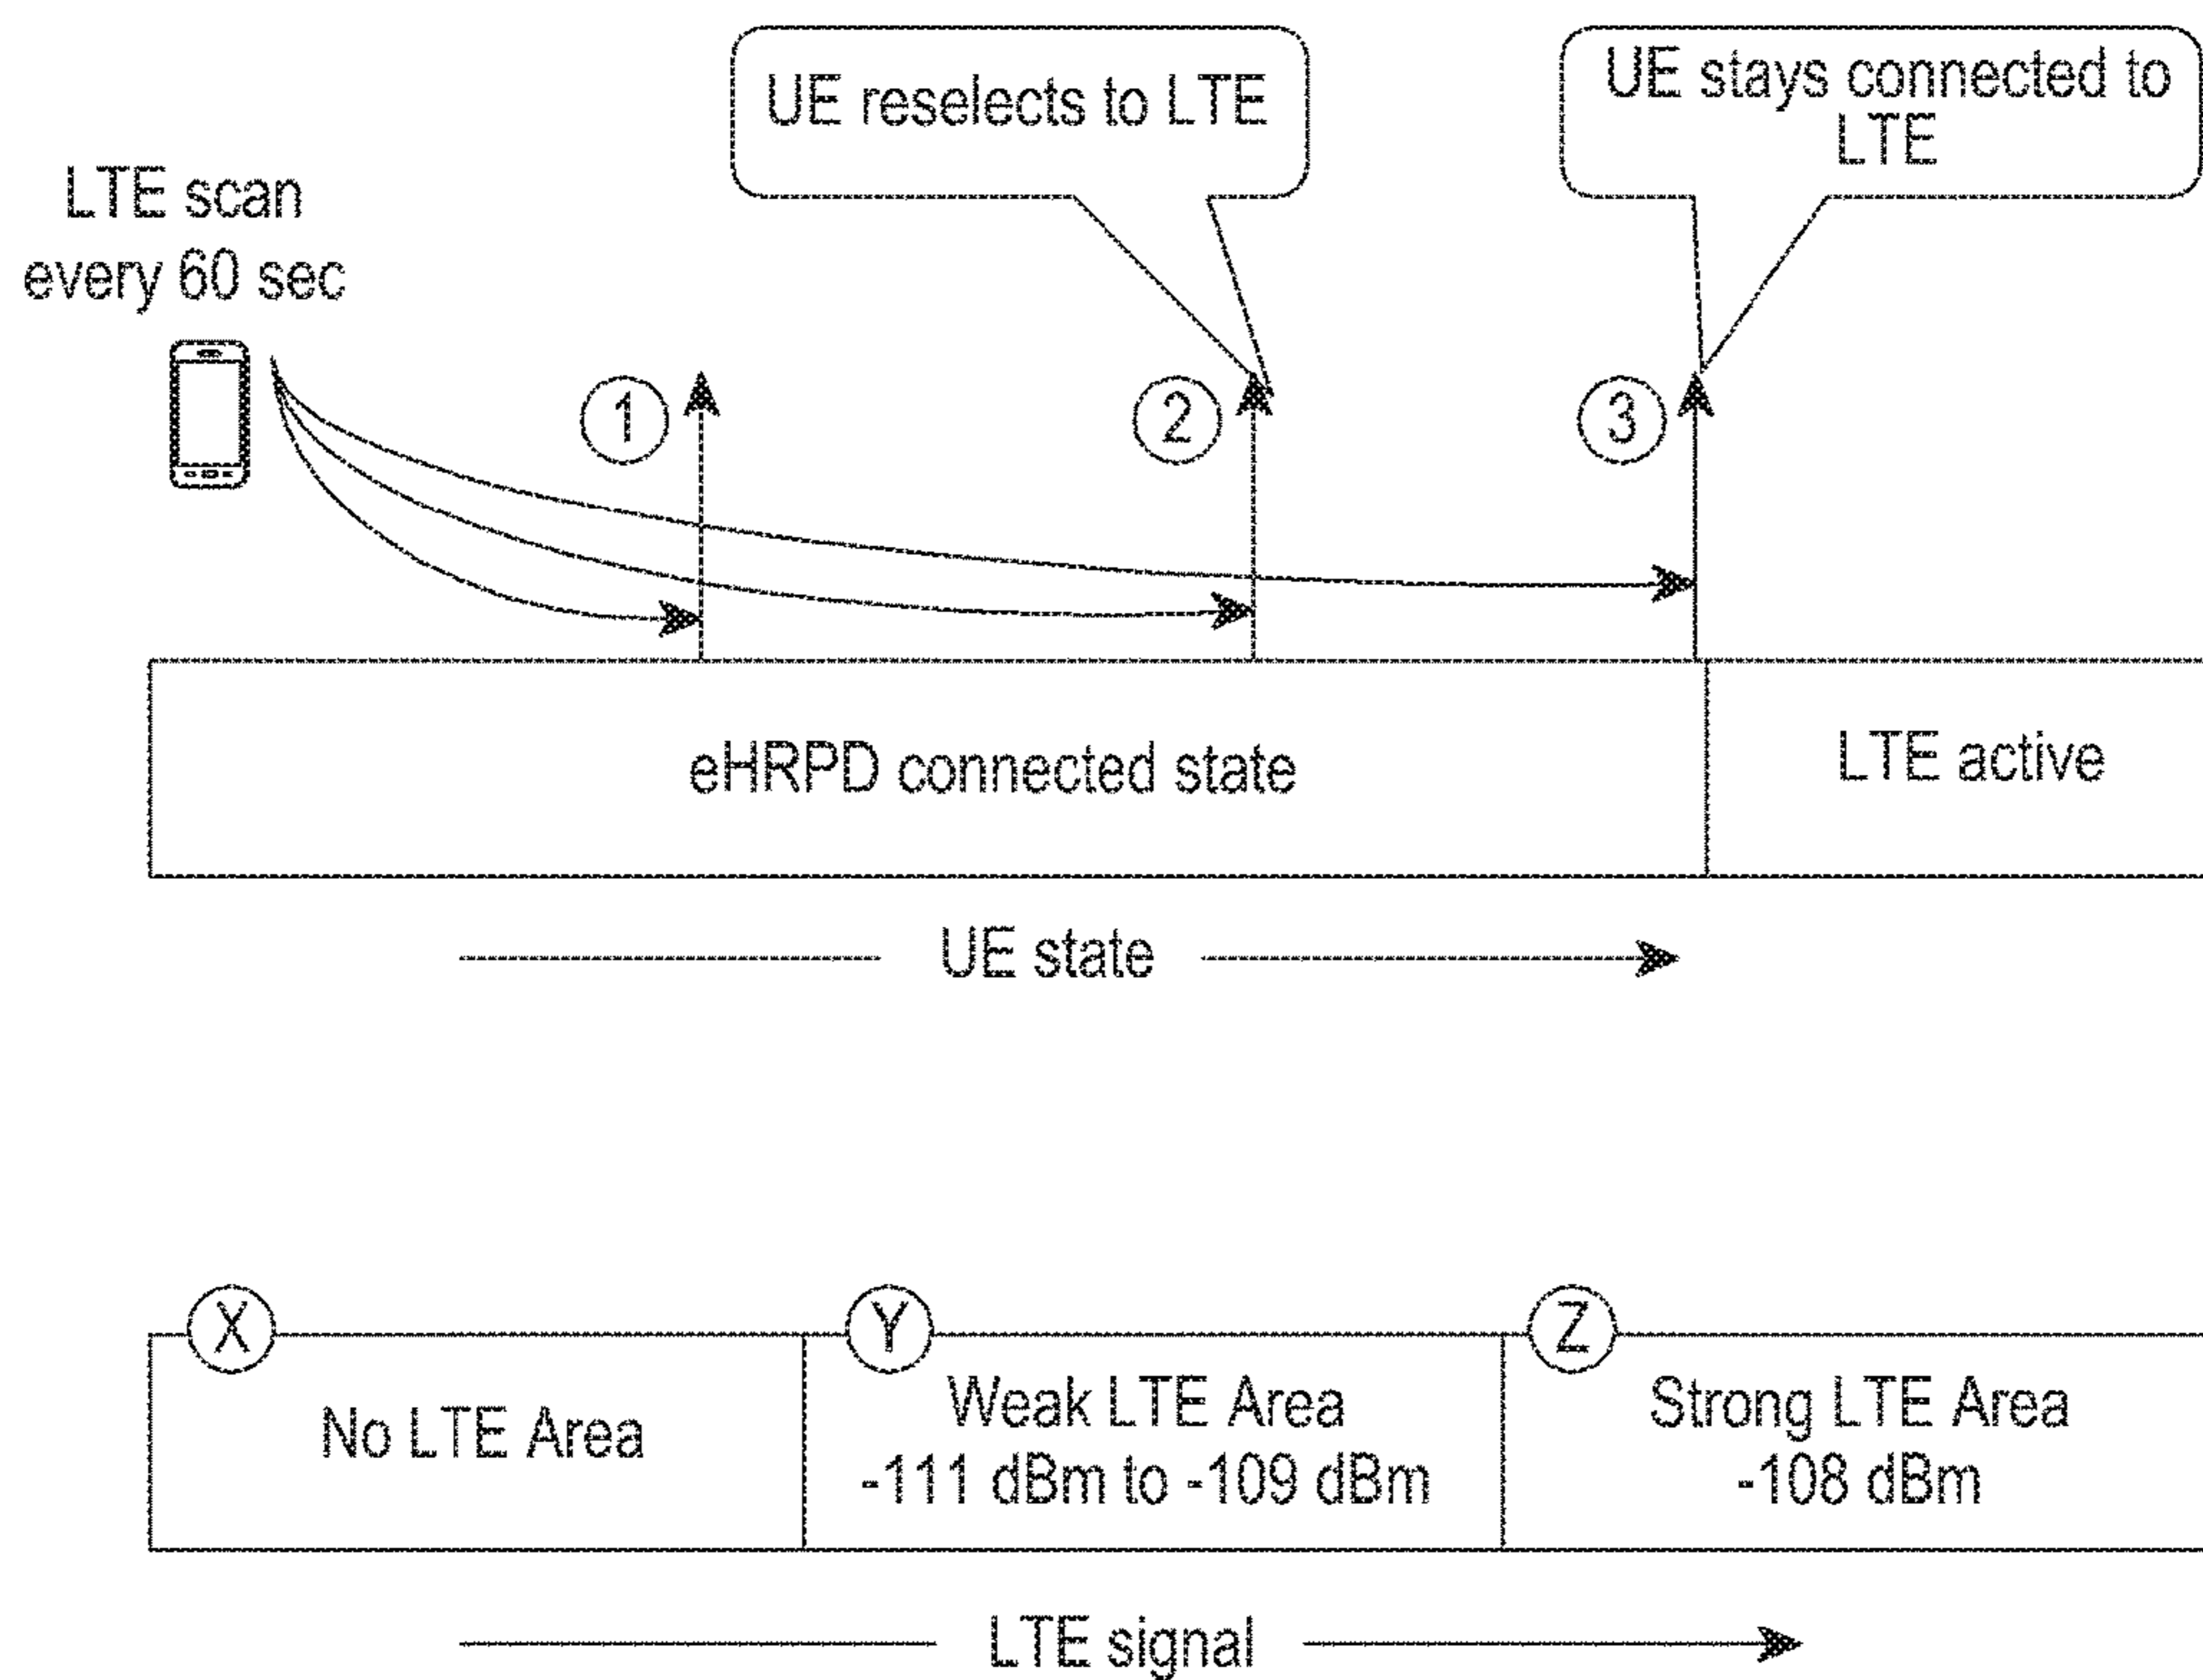 UE reselects to LTE
UE stays connected to
LTE
LTE scan
every 60 sec
1
2
3
eHRPD connected state
LTE active
UE state
X
Y
Z
No LTE Area
Weak LTE Area
-111 dBm to -109 dBm
Strong LTE Area
-108 dBm
LTE signal